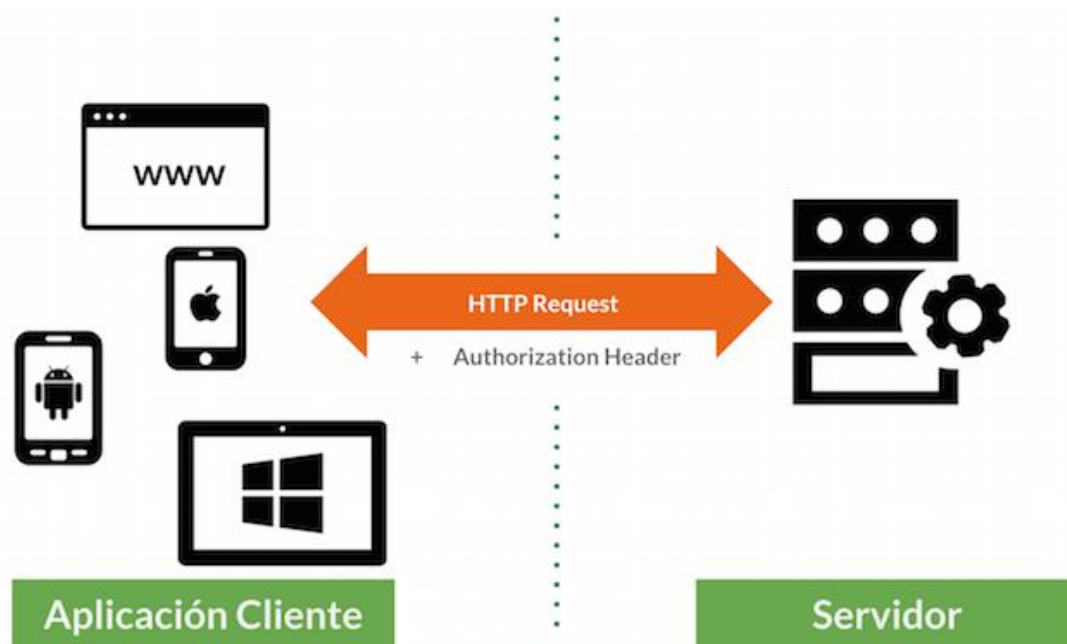 www
HTTP Request
+ Authorization Header
Aplicación Cliente
Servidor